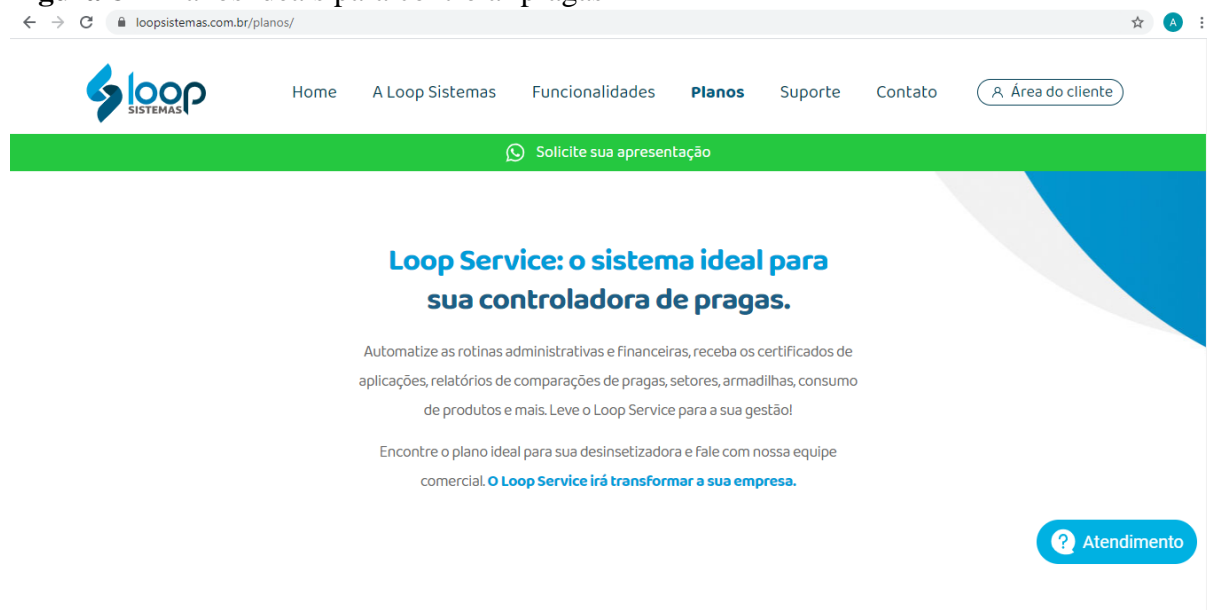 loopsistemas.com.br/planos/
A
loop
SISTEMAS
Home A Loop Sistemas Funcionalidades Planos Suporte Contato Área do cliente
Solicite sua apresentação
Loop Service: o sistema ideal para
sua controladora de pragas.
Automatize as rotinas administrativas e financeiras, receba os certificados de
aplicações, relatórios de comparações de pragas, setores, armadilhas, consumo
de produtos e mais. Leve o Loop Service para a sua gestão!
Encontre o plano ideal para sua desinsetizadora e fale com nossa equipe
comercial. O Loop Service irá transformar a sua empresa.
? Atendimento